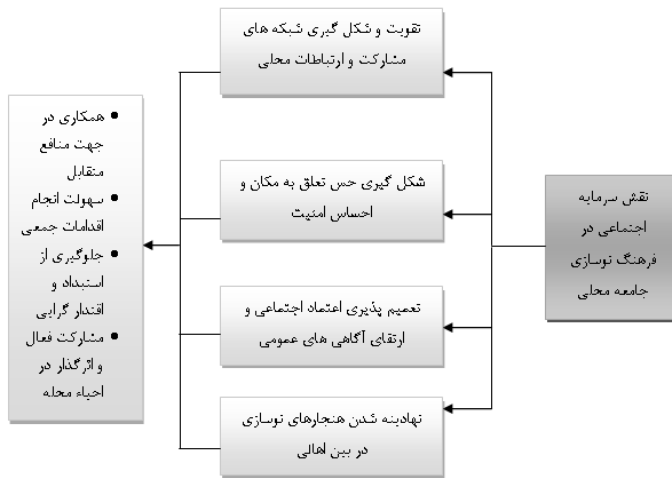 نقش سرمایه
اجتماعی در
فرهنگ نوسازی
جامعه محلی
تقویت و شکل گیری شبکه های
مشارکت و ارتباطات محلی
شکل گیری حس تعلق به مکان و
احساس امنیت
تعمیم پذیری اعتماد اجتماعی و
ارتقای آگاهی های عمومی
نهادینه شدن هنجارهای نوسازی
در بین اهالی
• همکاری در
جهت منافع
متقابل
• سهولت انجام
اقدامات جمعی
• جلوگیری از
استبداد و
اقتدار گرایی
• مشارکت فعال
و اثرگذار در
احیاء محله